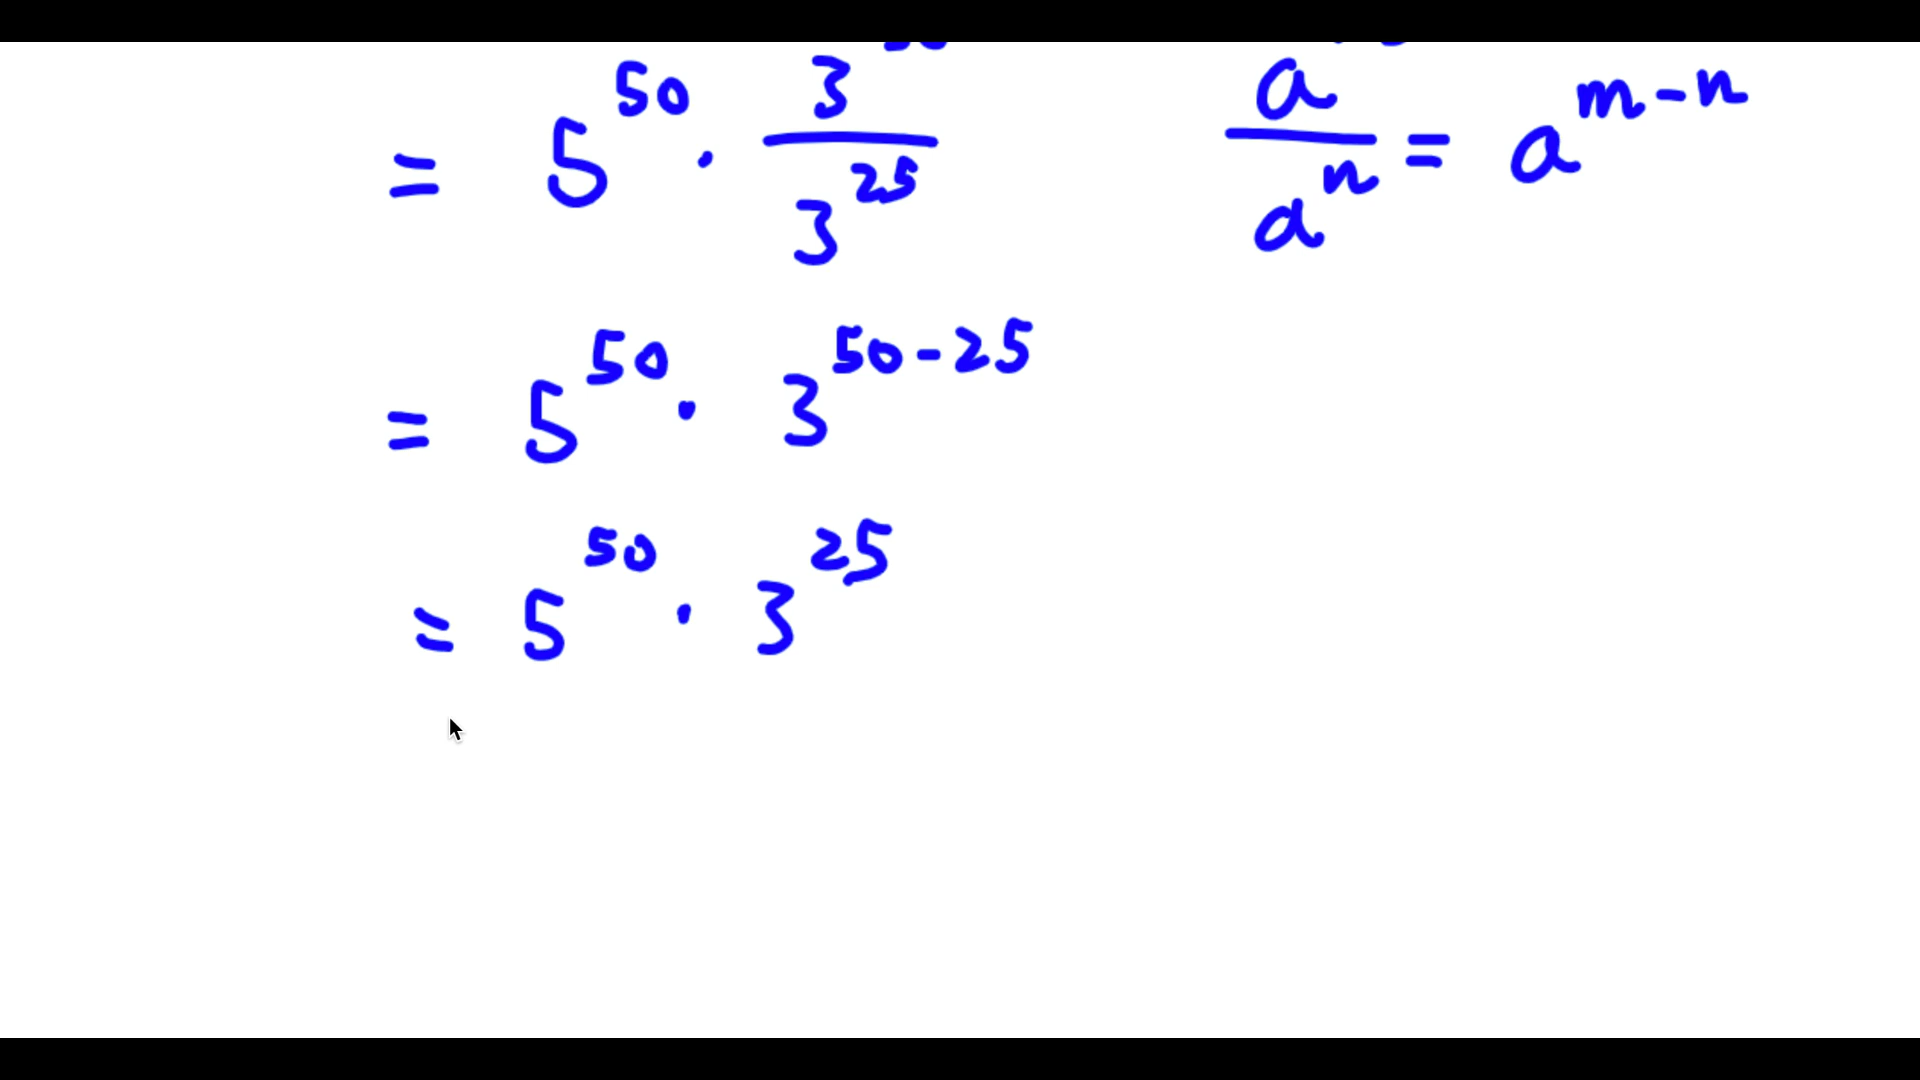 = 5^50 · 3 / 3^25
a / a^n = a^m-n
= 5^50 · 3^50-25
= 5^50 · 3^25